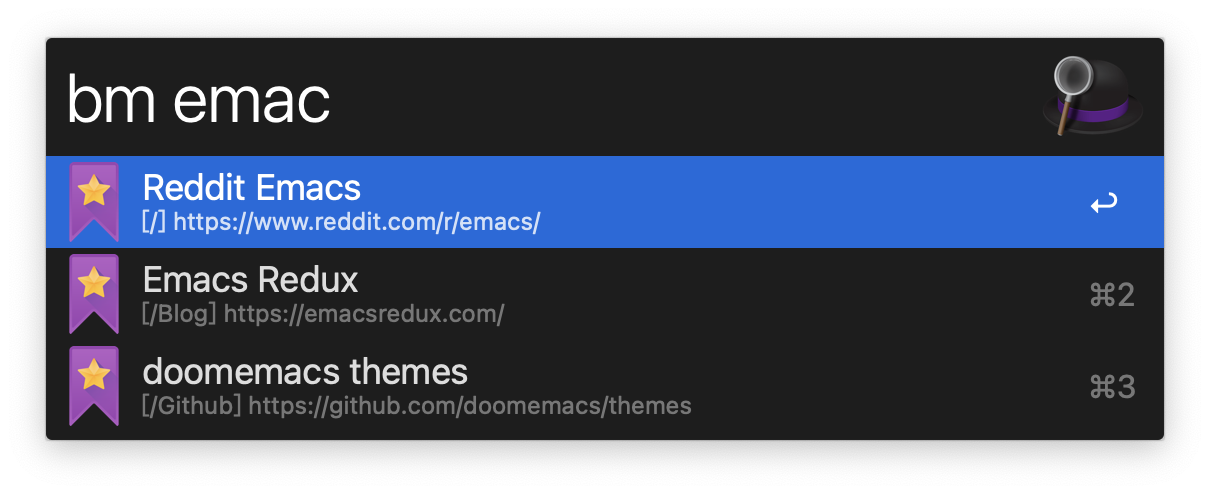 bm emac
Reddit Emacs
[/] https://www.reddit.com/r/emacs/
Emacs Redux
[/Blog] https://emacsredux.com/
⌘2
doomemacs themes
[/Github] https://github.com/doomemacs/themes
⌘3